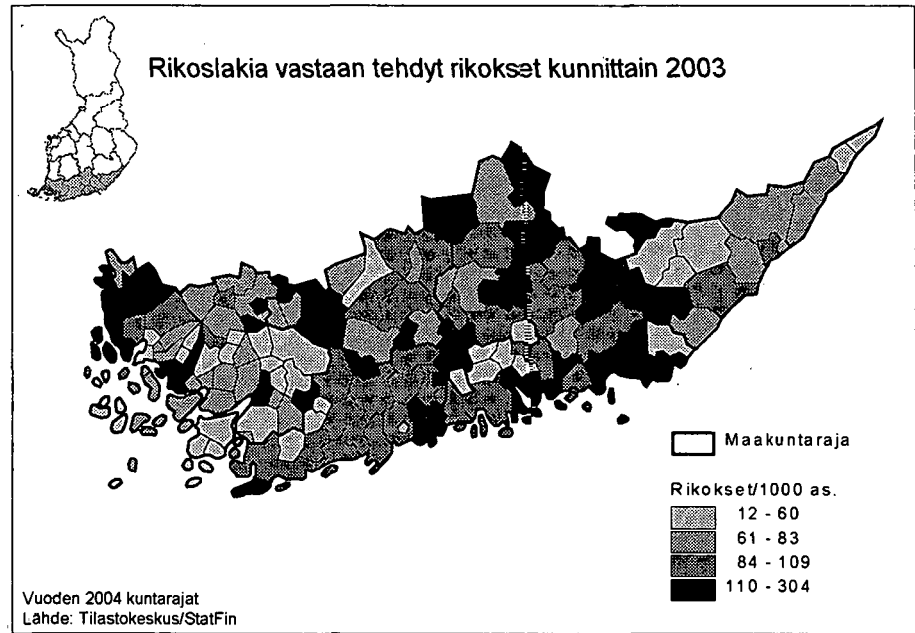 Rikoslakia vastaan tehdyt rikokset kunnittain 2003
Maakuntaraja
Rikokset/1000 as.
12 - 60
61 - 83
84 - 109
110 - 304
Vuoden 2004 kuntarajat
Lähde: Tilastokeskus/StatFin